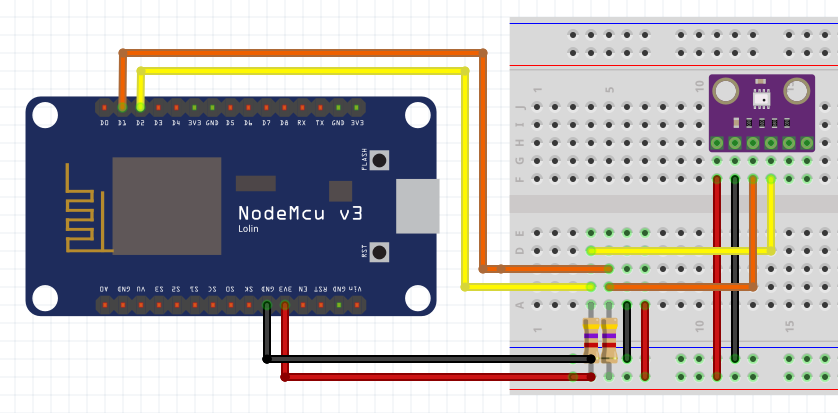 D0 D1 D2 D3 D4 3V3 GND D5 D6 D7 D8 RX TX GND 3V3
FLASH
NodeMcu v3
Lolin
RST
A0 GND VU S3 S2 S1 SC S0 SK GND 3V3 EN RST GND Vin
1 5 10 15
J
I
H
G
F
E
D
A
1 10 15